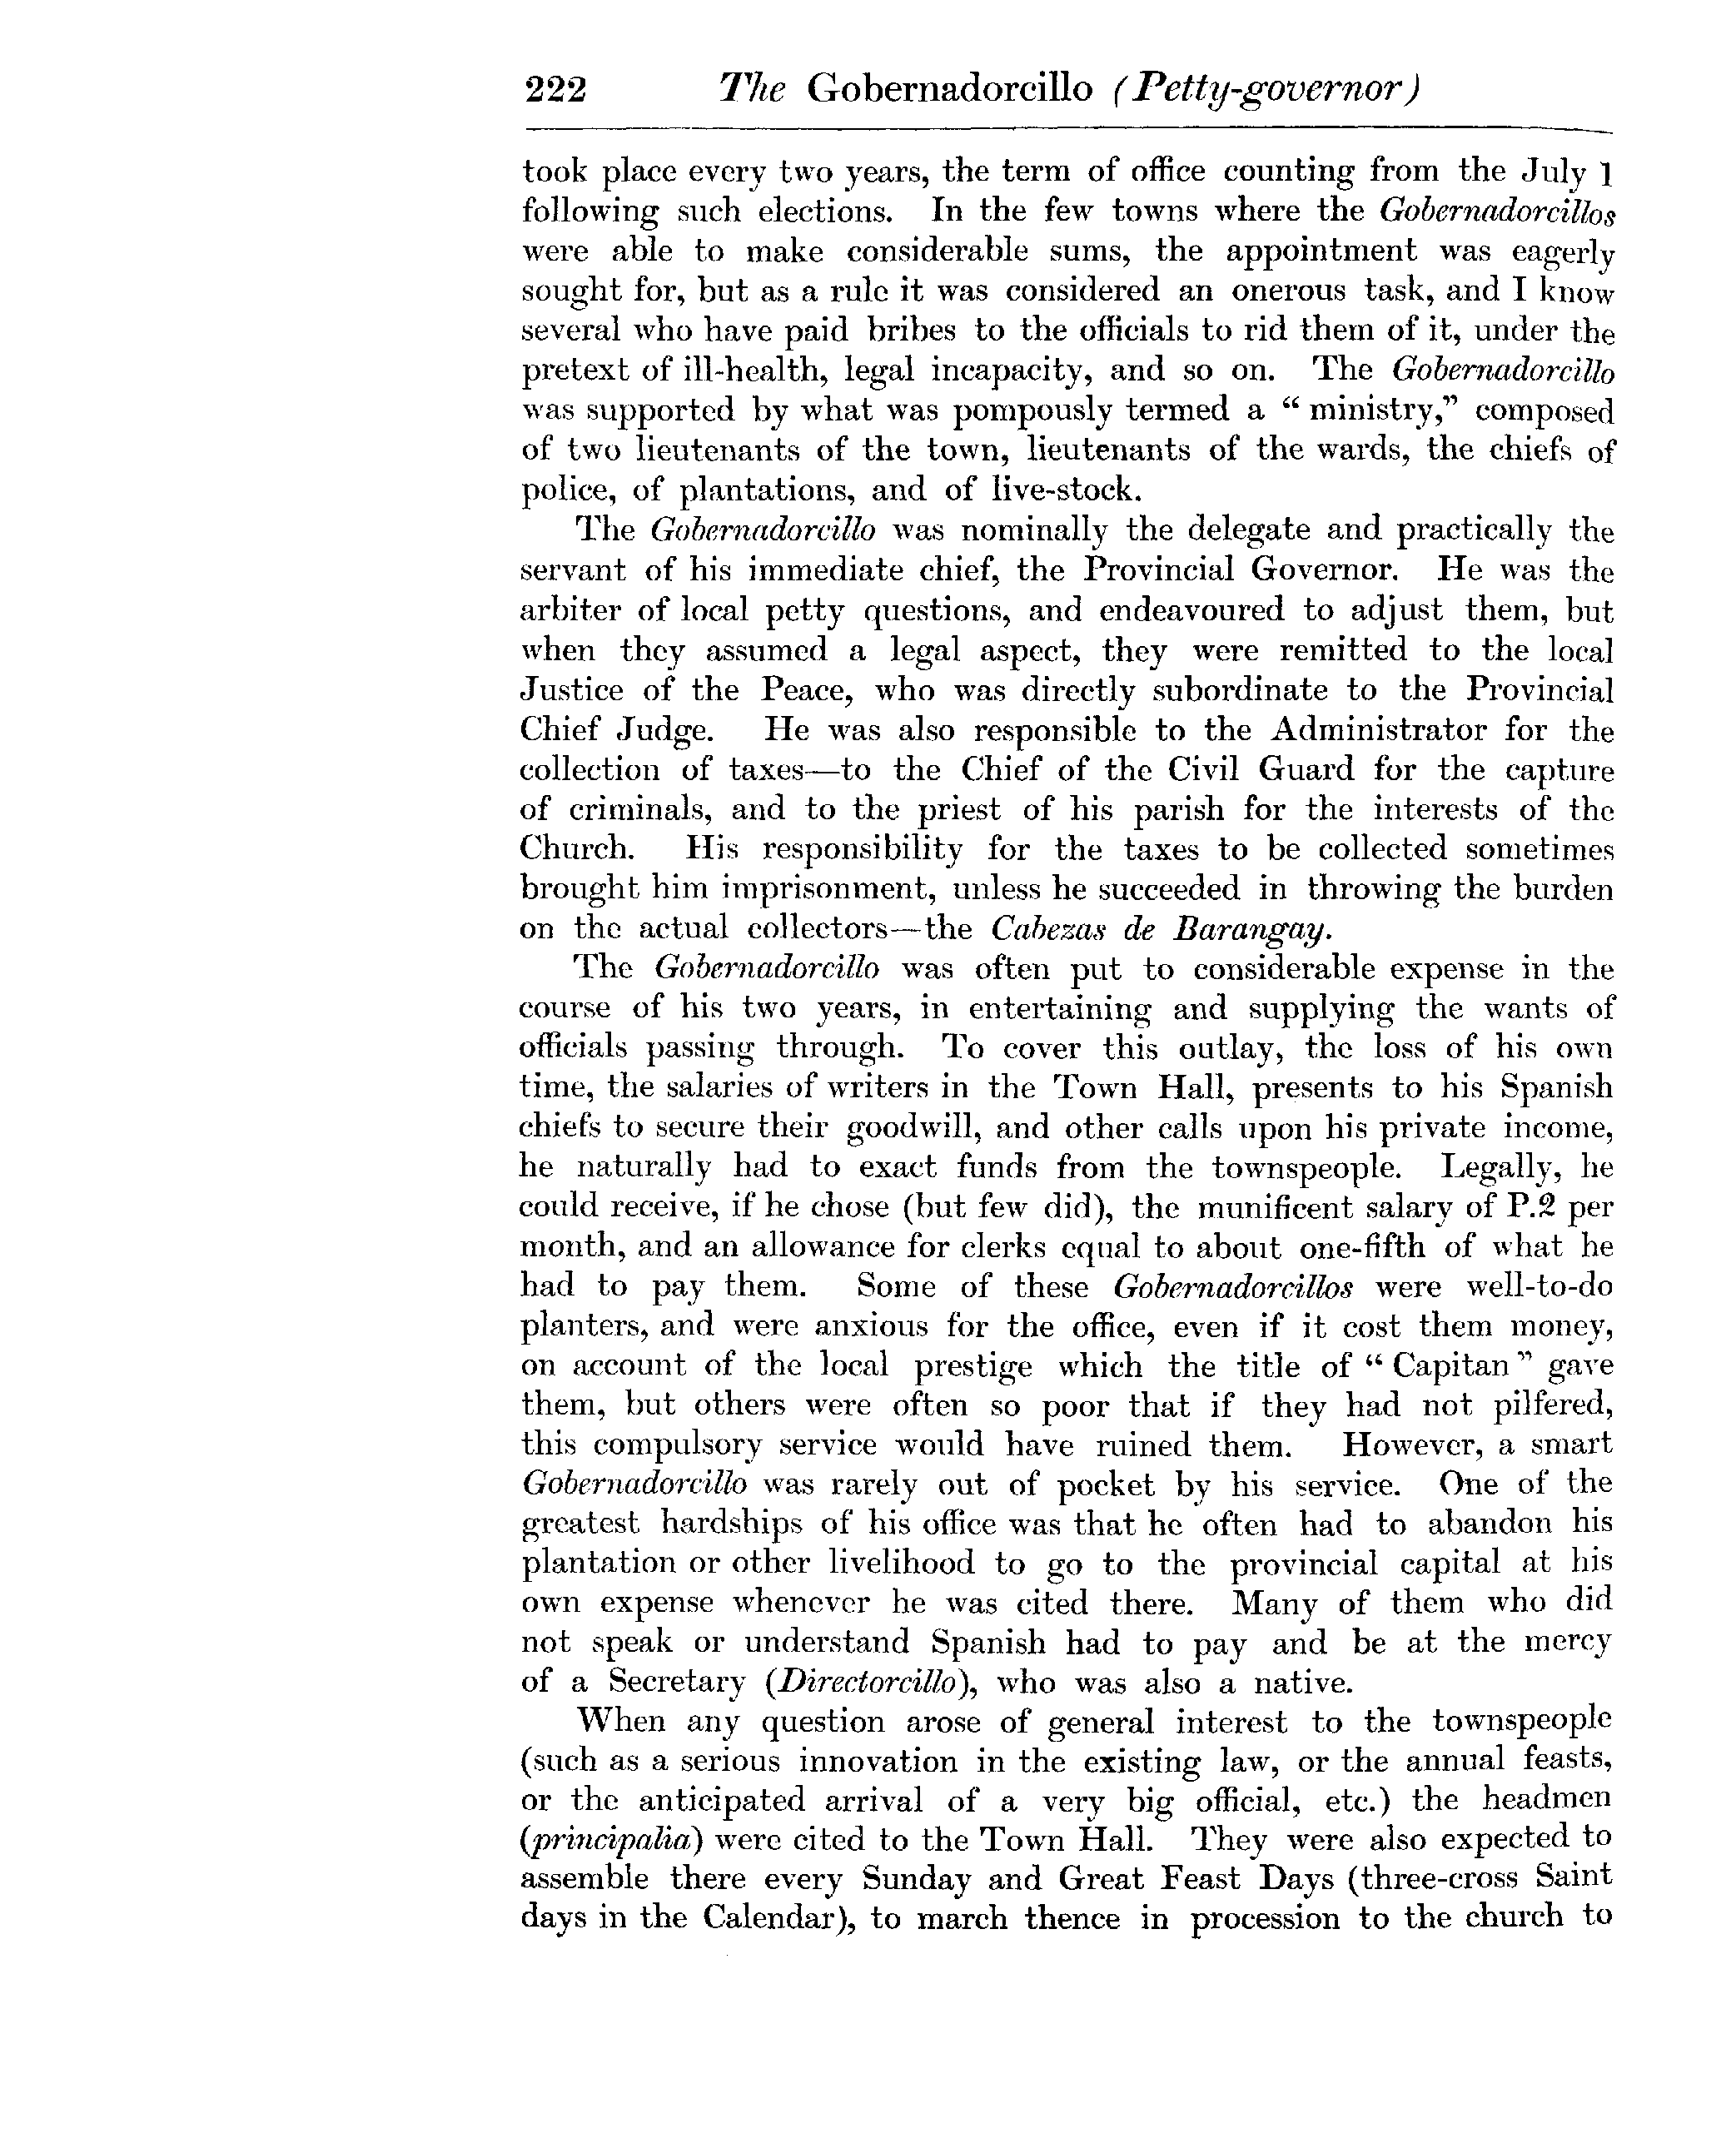 222 The Gobernadorcillo (Petty-governor)
took place every two years, the term of office counting from the July 1
following such elections. In the few towns where the Gobernadorcillos
were able to make considerable sums, the appointment was eagerly
sought for, but as a rule it was considered an onerous task, and I know
several who have paid bribes to the officials to rid them of it, under the
pretext of ill-health, legal incapacity, and so on. The Gobernadorcillo
was supported by what was pompously termed a “ ministry,” composed
of two lieutenants of the town, lieutenants of the wards, the chiefs of
police, of plantations, and of live-stock.
The Gobernadorcillo was nominally the delegate and practically the
servant of his immediate chief, the Provincial Governor. He was the
arbiter of local petty questions, and endeavoured to adjust them, but
when they assumed a legal aspect, they were remitted to the local
Justice of the Peace, who was directly subordinate to the Provincial
Chief Judge. He was also responsible to the Administrator for the
collection of taxes—to the Chief of the Civil Guard for the capture
of criminals, and to the priest of his parish for the interests of the
Church. His responsibility for the taxes to be collected sometimes
brought him imprisonment, unless he succeeded in throwing the burden
on the actual collectors—the Cabezas de Barangay.
The Gobernadorcillo was often put to considerable expense in the
course of his two years, in entertaining and supplying the wants of
officials passing through. To cover this outlay, the loss of his own
time, the salaries of writers in the Town Hall, presents to his Spanish
chiefs to secure their goodwill, and other calls upon his private income,
he naturally had to exact funds from the townspeople. Legally, he
could receive, if he chose (but few did), the munificent salary of P.2 per
month, and an allowance for clerks equal to about one-fifth of what he
had to pay them. Some of these Gobernadorcillos were well-to-do
planters, and were anxious for the office, even if it cost them money,
on account of the local prestige which the title of “ Capitan ” gave
them, but others were often so poor that if they had not pilfered,
this compulsory service would have ruined them. However, a smart
Gobernadorcillo was rarely out of pocket by his service. One of the
greatest hardships of his office was that he often had to abandon his
plantation or other livelihood to go to the provincial capital at his
own expense whenever he was cited there. Many of them who did
not speak or understand Spanish had to pay and be at the mercy
of a Secretary (Directorcillo), who was also a native.
When any question arose of general interest to the townspeople
(such as a serious innovation in the existing law, or the annual feasts,
or the anticipated arrival of a very big official, etc.) the headmen
(principalia) were cited to the Town Hall. They were also expected to
assemble there every Sunday and Great Feast Days (three-cross Saint
days in the Calendar), to march thence in procession to the church to